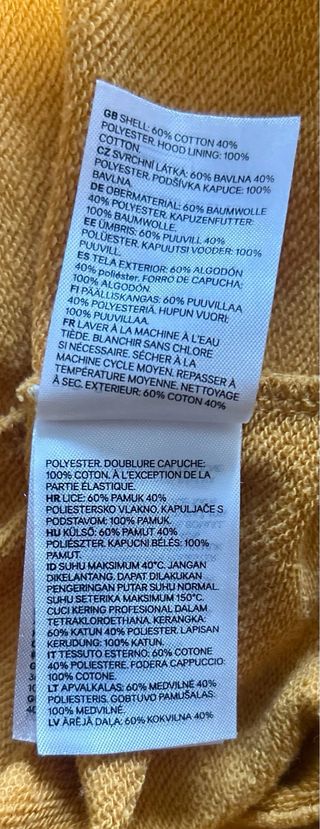 GB SHELL: 60% COTTON 40%
POLYESTER. HOOD LINING: 100%
COTTON.
CZ SVRCHNÍ LÁTKA: 60% BAVLNA 40%
POLYESTER. PODŠÍVKA KAPUCE: 100%
BAVLNA.
DE OBERMATERIAL: 60% BAUMWOLLE
40% POLYESTER. KAPUZENFUTTER:
100% BAUMWOLLE.
EE ÜMBRIS: 60% PUUVILL 40%
POLÜESTER. KAPUUTSI VOODER: 100%
PUUVILL.
ES TELA EXTERIOR: 60% ALGODÓN
40% poliéster. FORRO DE CAPUCHA:
100% ALGODÓN.
FI PÄÄLLISKANGAS: 60% PUUVILLAA
40% POLYESTERIÄ. HUPUN VUORI:
100% PUUVILLAA.
FR LAVER À LA MACHINE À L'EAU
TIÈDE. BLANCHIR SANS CHLORE
SI NÉCESSAIRE. SÉCHER À LA
MACHINE CYCLE MOYEN. REPASSER À
TEMPÉRATURE MOYENNE. NETTOYAGE
À SEC. EXTERIEUR: 60% COTON 40%
POLYESTER. DOUBLURE CAPUCHE:
100% COTON. À L'EXCEPTION DE LA
PARTIE ÉLASTIQUE.
HR LICE: 60% PAMUK 40%
POLIESTERSKO VLAKNO. KAPULJAČE S
PODSTAVOM: 100% PAMUK.
HU KÜLSŐ: 60% PAMUT 40%
POLIÉSZTER. KAPUCNI BÉLÉS: 100%
PAMUT.
ID SUHU MAKSIMUM 40°C. JANGAN
DIKELANTANG. DAPAT DILAKUKAN
PENGERINGAN PUTAR SUHU NORMAL.
SUHU SETERIKA MAKSIMUM 150°C.
CUCI KERING PROFESIONAL DALAM
TETRAKLOROETHANA. KERANGKA:
60% KATUN 40% POLIESTER. LAPISAN
KERUDUNG: 100% KATUN.
IT TESSUTO ESTERNO: 60% COTONE
40% POLIESTERE. FODERA CAPPUCCIO:
100% COTONE.
LT APVALKALAS: 60% MEDVILNĖ 40%
POLIESTERIS. GOBTUVO PAMUŠALAS:
100% MEDVILNĖ.
LV ĀRĒJĀ DAĻA: 60% KOKVILNA 40%